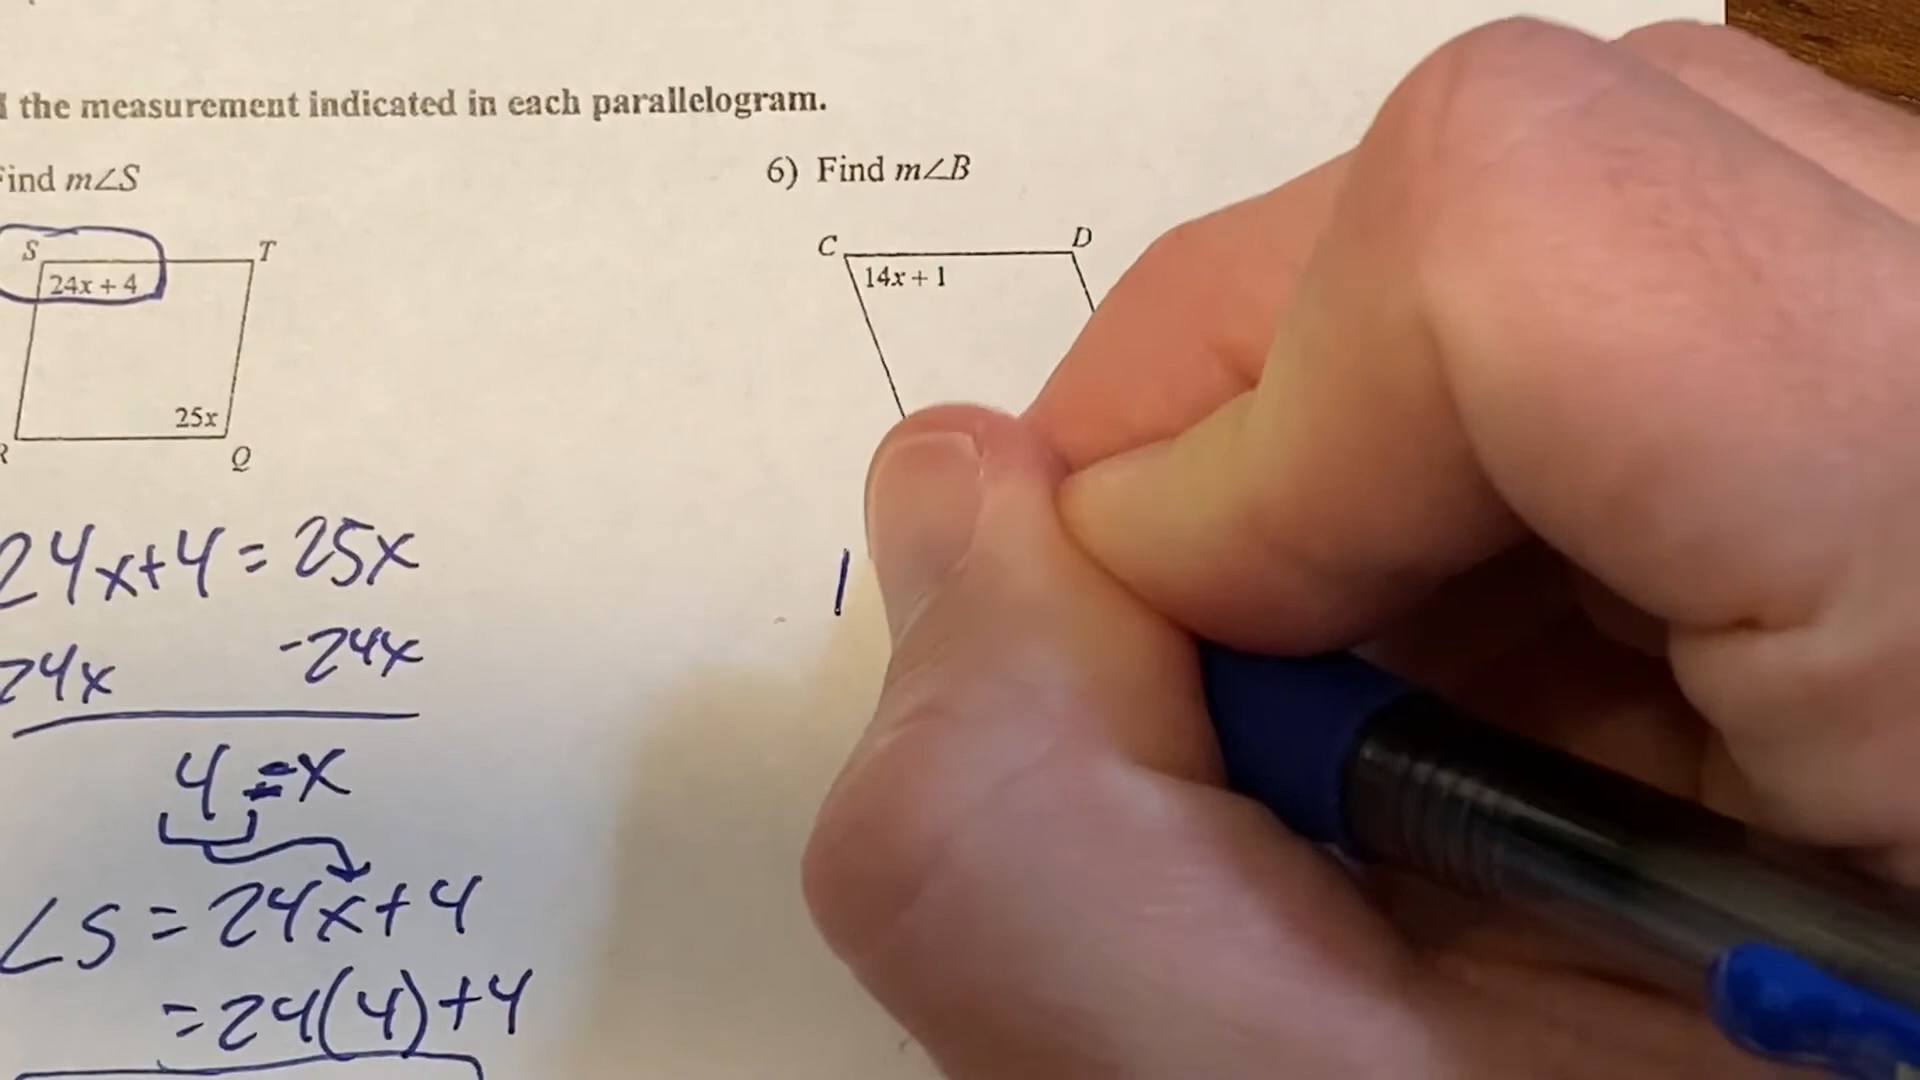 the measurement indicated in each parallelogram.
ind m∠S
6) Find m∠B
S
T
24x + 4
25x
Q
C
D
14x + 1
24x+4=25x
24x -24x
4=x
∠S=24x+4
=24(4)+4